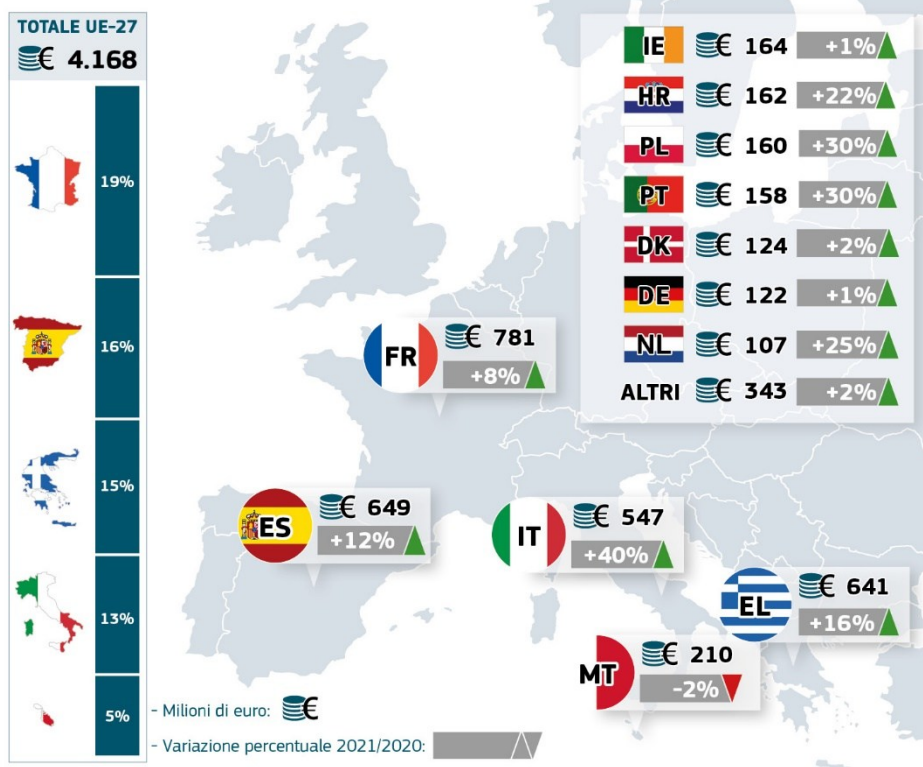 TOTALE UE-27
€ 4.168
19%
16%
15%
13%
5%
IE € 164 +1%
HR € 162 +22%
PL € 160 +30%
PT € 158 +30%
DK € 124 +2%
DE € 122 +1%
NL € 107 +25%
ALTRI € 343 +2%
FR € 781
+8%
ES € 649
+12%
IT € 547
+40%
EL € 641
+16%
MT € 210
-2%
- Milioni di euro: €
- Variazione percentuale 2021/2020: